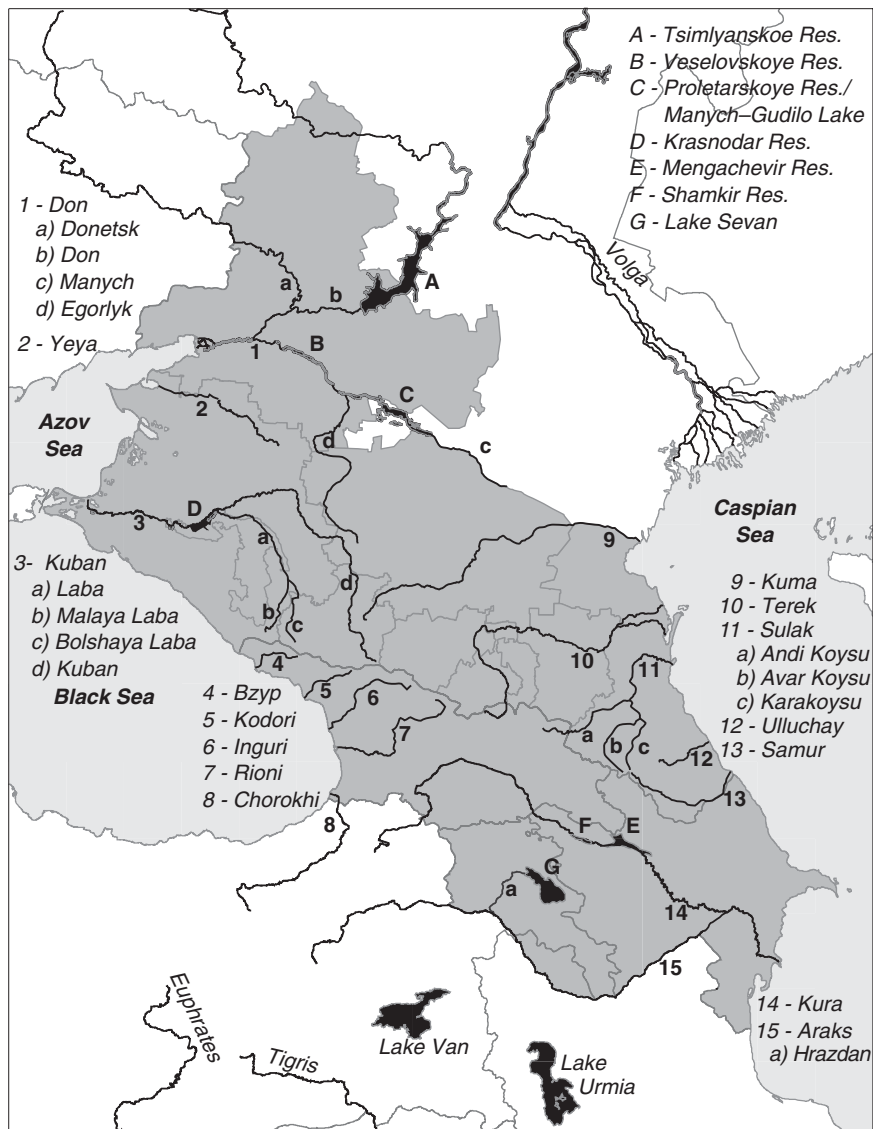 A - Tsimlyanskoe Res.
B - Veselovskoye Res.
C - Proletarskoye Res./
Manych–Gudilo Lake
D - Krasnodar Res.
E - Mengachevir Res.
F - Shamkir Res.
G - Lake Sevan
1 - Don
a) Donetsk
b) Don
c) Manych
d) Egorlyk
2 - Yeya
Volga
a
b
A
a
1
B
C
2
d
c
Azov
Sea
D
3
a
9
Caspian
Sea
3- Kuban
a) Laba
b) Malaya Laba
c) Bolshaya Laba
d) Kuban
Black Sea
b
c
d
4
5
6
7
10
11
9 - Kuma
10 - Terek
11 - Sulak
a) Andi Koysu
b) Avar Koysu
c) Karakoysu
12 - Ulluchay
13 - Samur
4 - Bzyp
5 - Kodori
6 - Inguri
7 - Rioni
8 - Chorokhi
a
b
c
12
13
8
F
E
G
a
14
15
14 - Kura
15 - Araks
a) Hrazdan
Euphrates
Tigris
Lake Van
Lake
Urmia